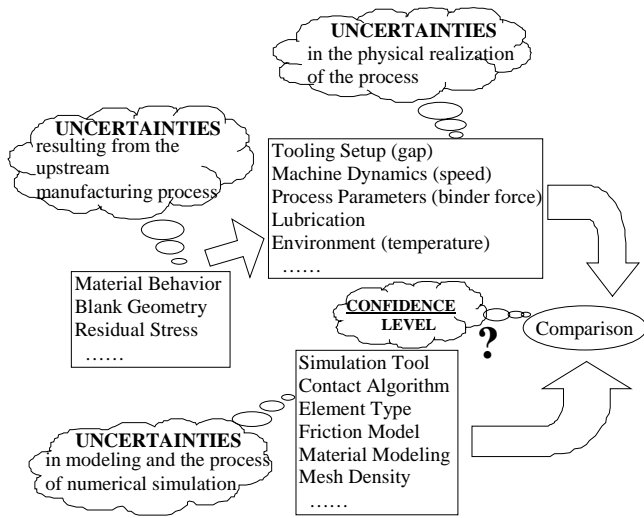 UNCERTAINTIES
in the physical realization
of the process
UNCERTAINTIES
resulting from the
upstream
manufacturing process
Tooling Setup (gap)
Machine Dynamics (speed)
Process Parameters (binder force)
Lubrication
Environment (temperature)
……
Material Behavior
Blank Geometry
Residual Stress
……
CONFIDENCE
LEVEL
?
Comparison
Simulation Tool
Contact Algorithm
Element Type
Friction Model
Material Modeling
Mesh Density
……
UNCERTAINTIES
in modeling and the process
of numerical simulation